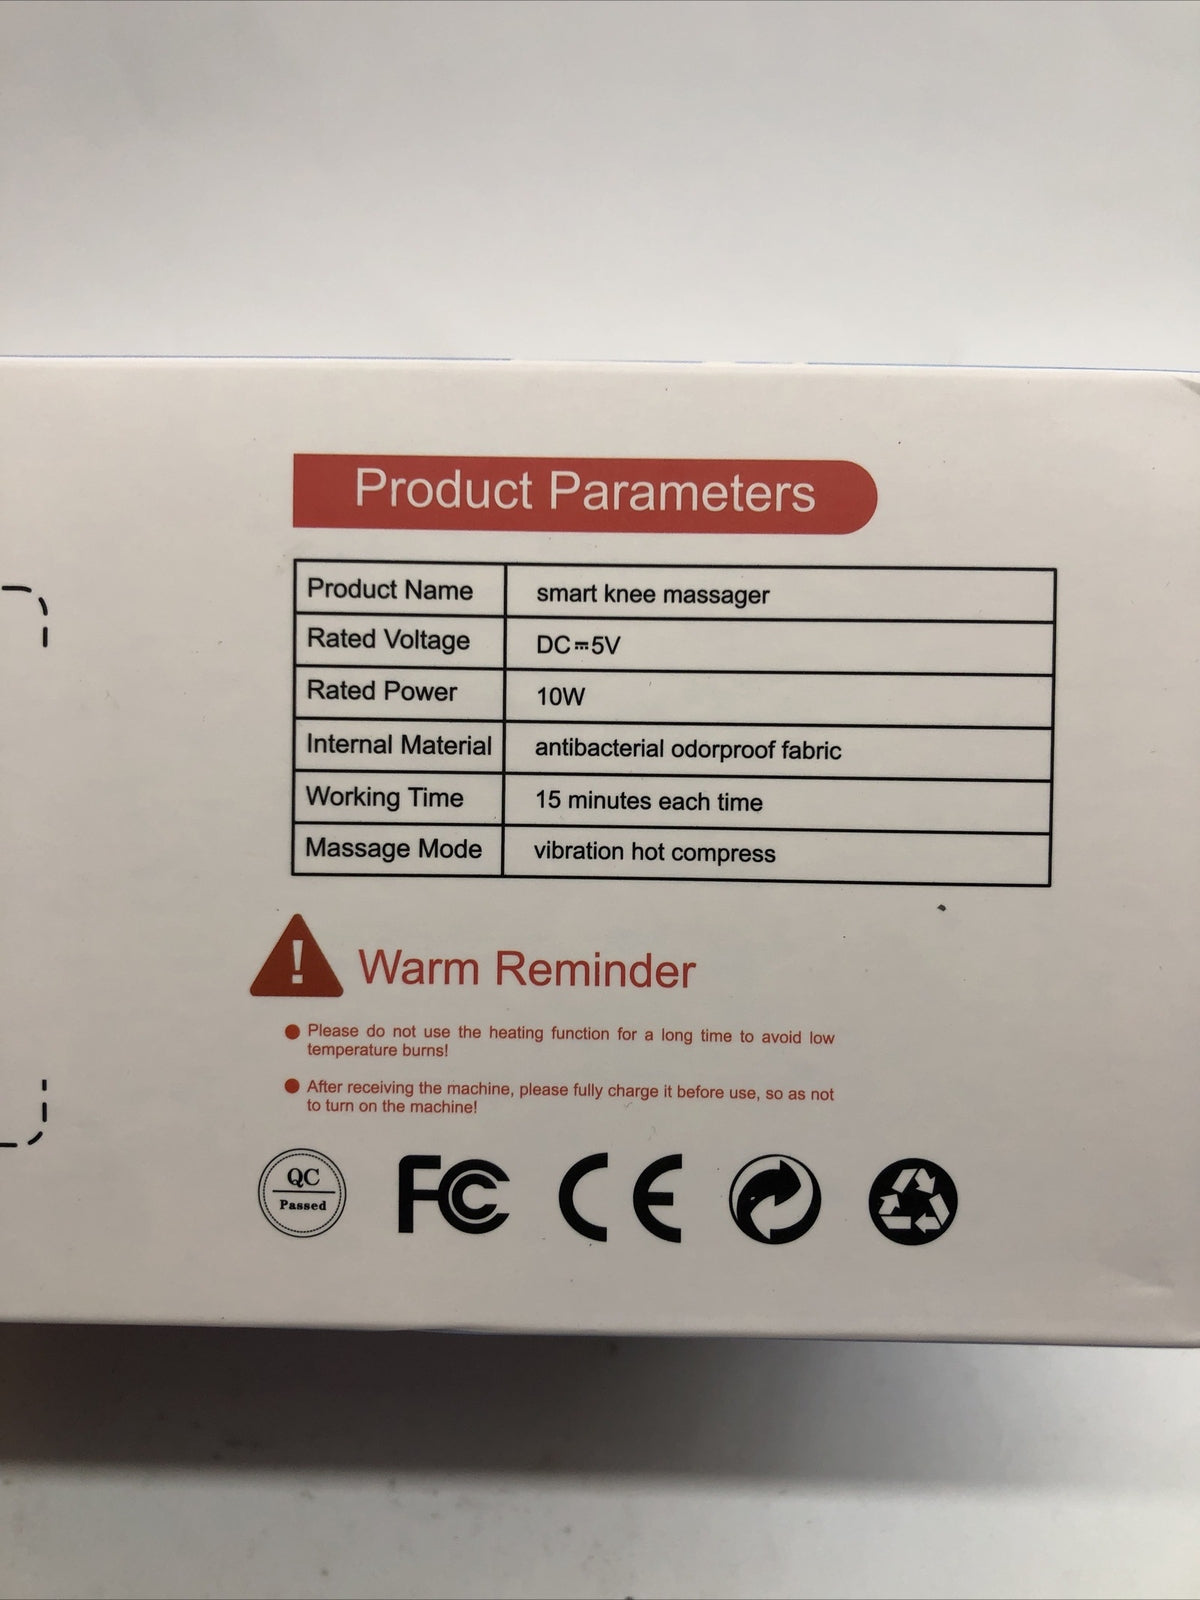 Product Parameters
Product Name smart knee massager
Rated Voltage DC⎓5V
Rated Power 10W
Internal Material antibacterial odorproof fabric
Working Time 15 minutes each time
Massage Mode vibration hot compress
! Warm Reminder
Please do not use the heating function for a long time to avoid low
temperature burns!
After receiving the machine, please fully charge it before use, so as not
to turn on the machine!
QC
Passed
FC CE